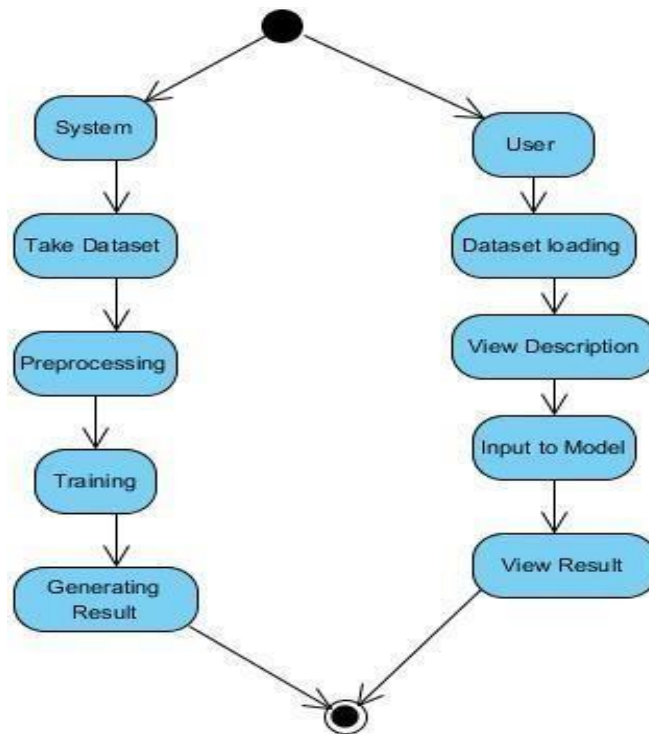 System
User
Take Dataset
Dataset loading
Preprocessing
View Description
Training
Input to Model
Generating
Result
View Result